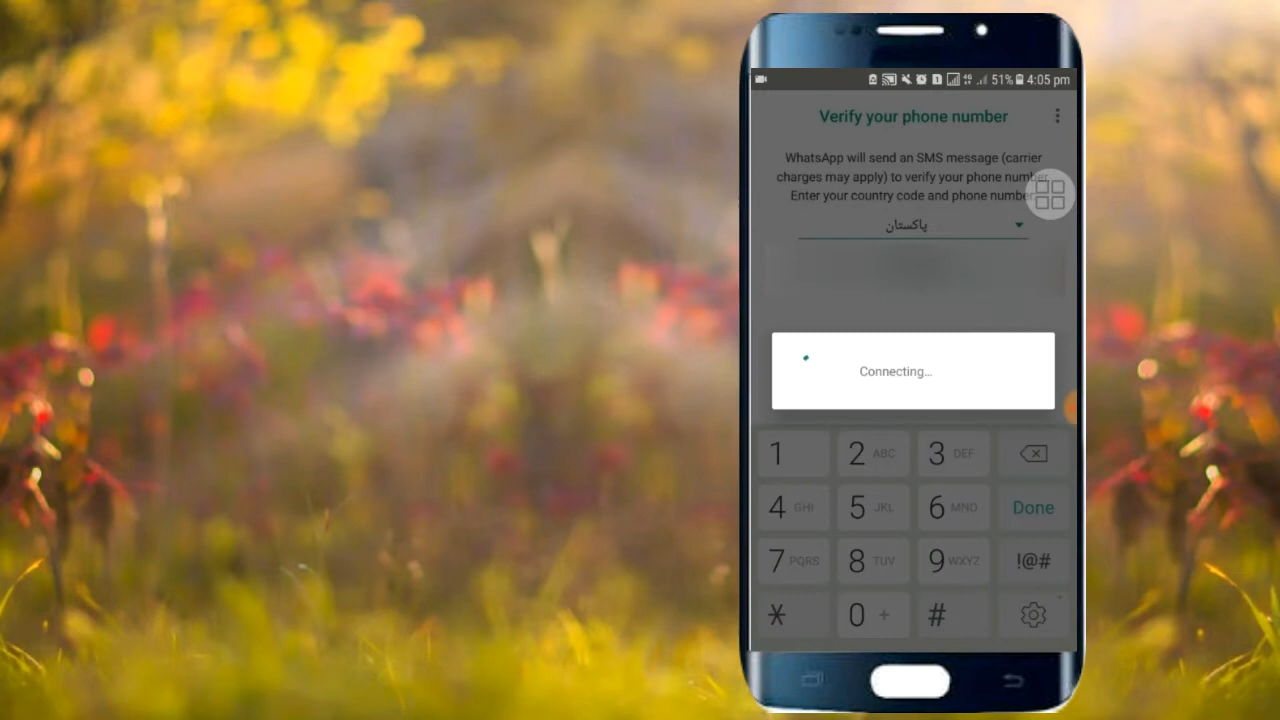 51% 4:05 pm
Verify your phone number
WhatsApp will send an SMS message (carrier
charges may apply) to verify your phone number.
Enter your country code and phone number
پاکستان
Connecting...
1 2 ABC 3 DEF
4 GHI 5 JKL 6 MNO Done
7 PQRS 8 TUV 9 WXYZ !@#
* 0 + #